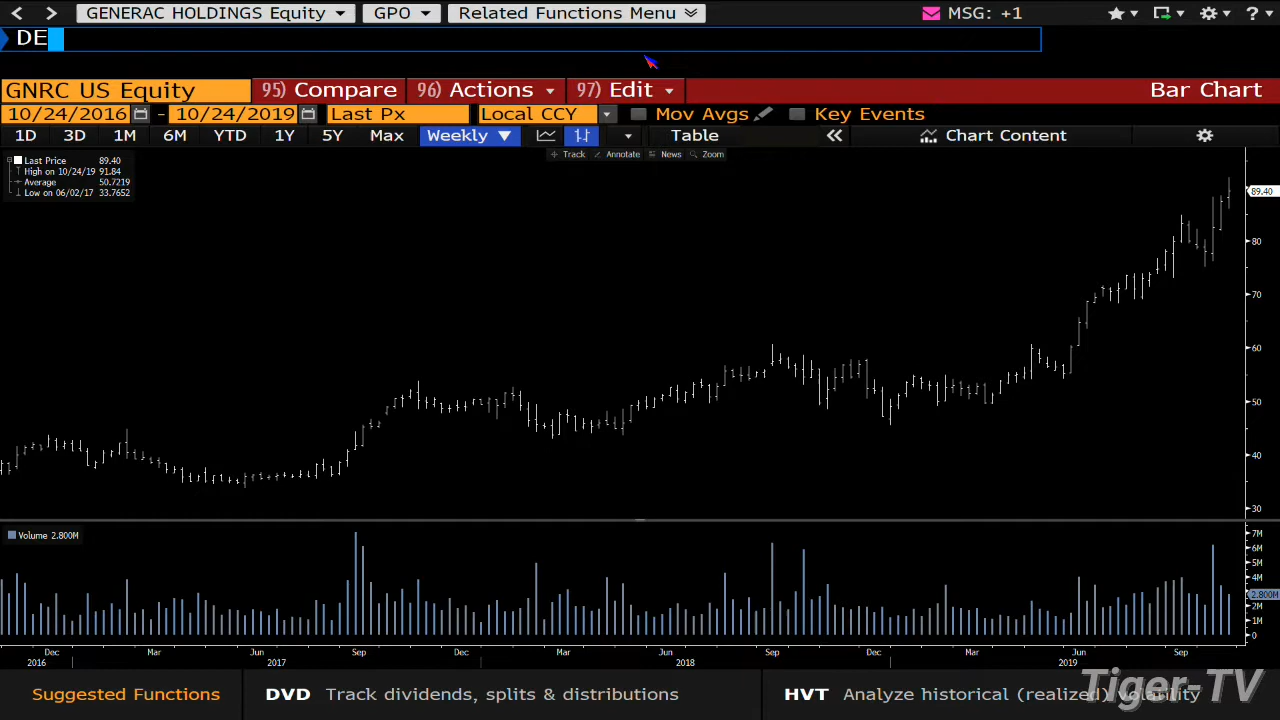 GENERAC HOLDINGS Equity GPO Related Functions Menu MSG: +1 ?
DE
GNRC US Equity 95) Compare 96) Actions 97) Edit Bar Chart
10/24/2016 - 10/24/2019 Last Px Local CCY Mov Avgs Key Events
1D 3D 1M 6M YTD 1Y 5Y Max Weekly Table Chart Content
Track Annotate News Zoom
Last Price 89.40
High on 10/24/19 91.84
Average 50.7219
Low on 06/02/17 33.7652
89.40
80
70
60
50
40
30
Volume 2.800M
7M
6M
5M
4M
2.800M
2M
1M
0
Dec Mar Jun Sep Dec Mar Jun Sep Dec Mar Jun Sep
2016 2017 2018 2019
Suggested Functions DVD Track dividends, splits & distributions HVT Analyze historical (realized) volatility
Tiger-TV